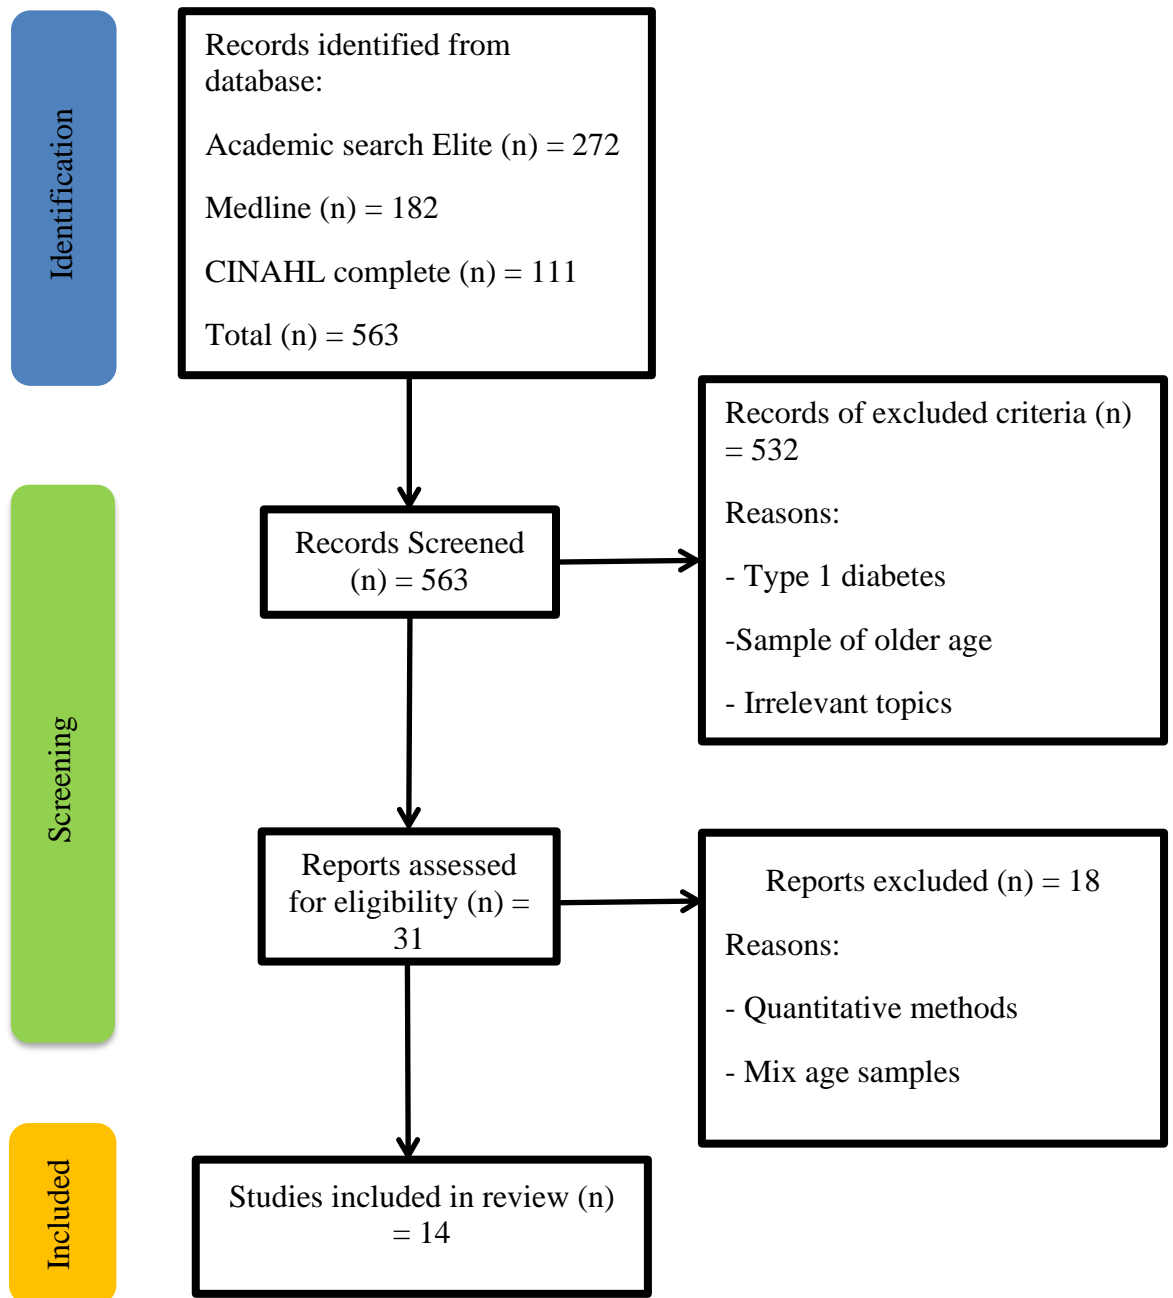 Identification
Records identified from
database:
Academic search Elite (n) = 272
Medline (n) = 182
CINAHL complete (n) = 111
Total (n) = 563
Records of excluded criteria (n)
= 532
Reasons:
- Type 1 diabetes
-Sample of older age
- Irrelevant topics
Screening
Records Screened
(n) = 563
Reports assessed
for eligibility (n) =
31
Reports excluded (n) = 18
Reasons:
- Quantitative methods
- Mix age samples
Included
Studies included in review (n)
= 14